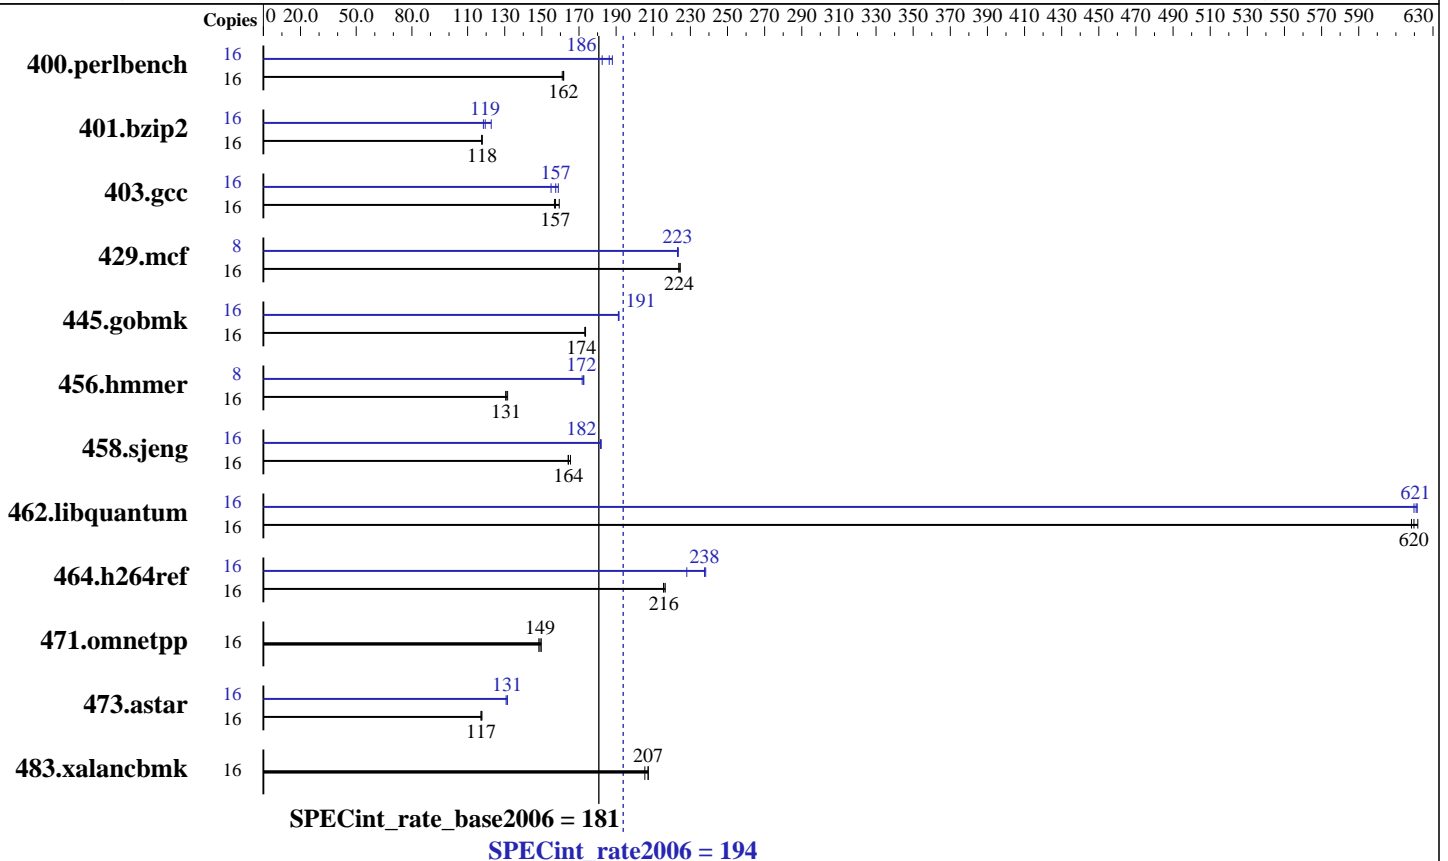 Copies 0 20.0 50.0 80.0 110 130 150 170 190 210 230 250 270 290 310 330 350 370 390 410 430 450 470 490 510 530 550 570 590 630
400.perlbench 16 186
16 162
401.bzip2 16 119
16 118
403.gcc 16 157
16 157
429.mcf 8 223
16 224
445.gobmk 16 191
16 174
456.hmmer 8 172
16 131
458.sjeng 16 182
16 164
462.libquantum 16 621
16 620
464.h264ref 16 238
16 216
471.omnetpp 16 149
473.astar 16 131
16 117
483.xalancbmk 16 207
SPECint_rate_base2006 = 181
SPECint_rate2006 = 194